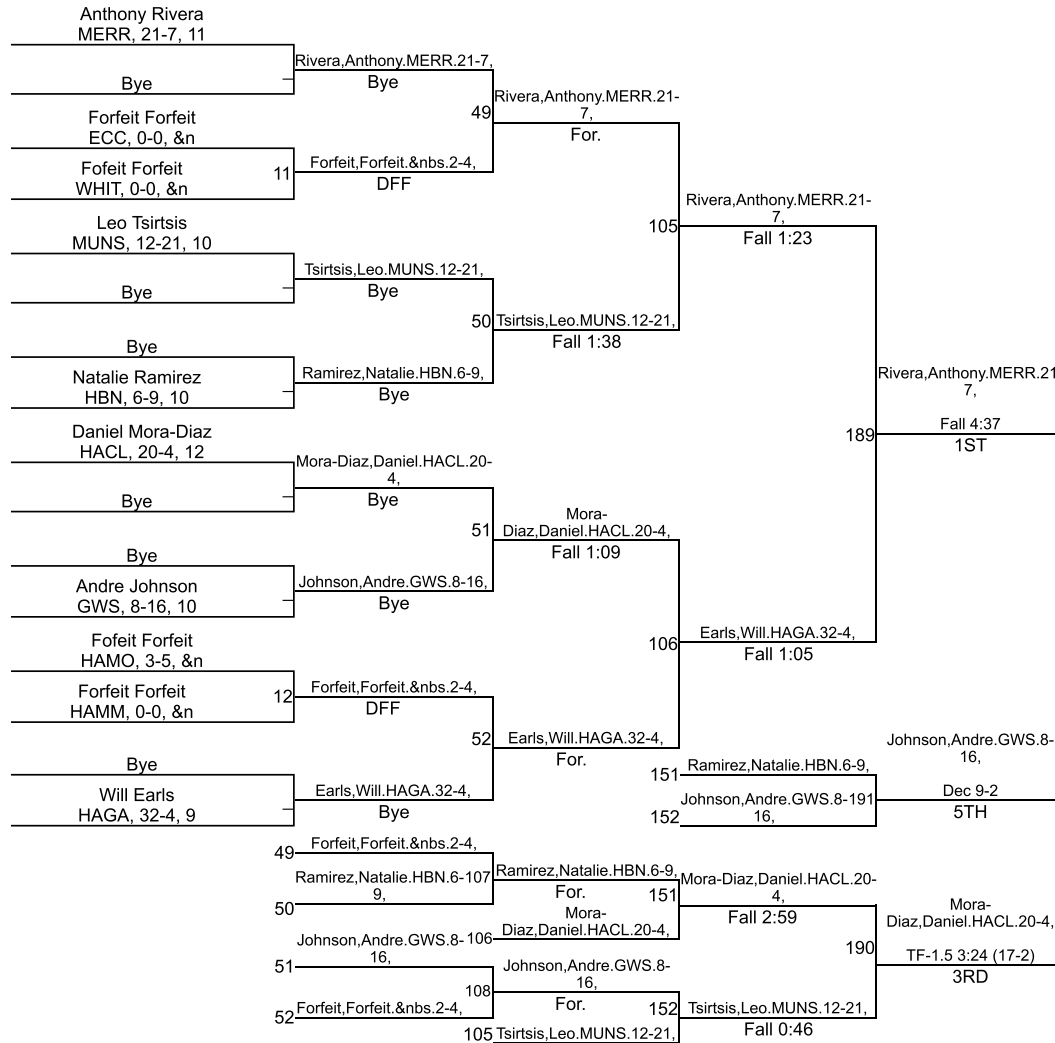 Anthony Rivera
MERR, 21-7, 11
Bye
Rivera,Anthony.MERR.21-7,
Bye
Forfeit Forfeit
ECC, 0-0, &n
Fofeit Forfeit
WHIT, 0-0, &n
11
Forfeit,Forfeit.&nbs.2-4,
DFF
49
Rivera,Anthony.MERR.21-
7,
For.
Leo Tsirtsis
MUNS, 12-21, 10
Bye
Tsirtsis,Leo.MUNS.12-21,
Bye
Bye
Natalie Ramirez
HBN, 6-9, 10
Ramirez,Natalie.HBN.6-9,
Bye
50
Tsirtsis,Leo.MUNS.12-21,
Fall 1:38
105
Rivera,Anthony.MERR.21-
7,
Fall 1:23
Daniel Mora-Diaz
HACL, 20-4, 12
Bye
Mora-Diaz,Daniel.HACL.20-
4,
Bye
Bye
Andre Johnson
GWS, 8-16, 10
Johnson,Andre.GWS.8-16,
Bye
51
Mora-
Diaz,Daniel.HACL.20-4,
Fall 1:09
Fofeit Forfeit
HAMO, 3-5, &n
Forfeit Forfeit
HAMM, 0-0, &n
12
Forfeit,Forfeit.&nbs.2-4,
DFF
Bye
Will Earls
HAGA, 32-4, 9
Earls,Will.HAGA.32-4,
Bye
52
Earls,Will.HAGA.32-4,
For.
106
Earls,Will.HAGA.32-4,
Fall 1:05
189
Rivera,Anthony.MERR.21
7,
Fall 4:37
1ST
151
Ramirez,Natalie.HBN.6-9,
152
Johnson,Andre.GWS.8-
16,
191
Johnson,Andre.GWS.8-
16,
Dec 9-2
5TH
49
Forfeit,Forfeit.&nbs.2-4,
50
Ramirez,Natalie.HBN.6-
9,
107
Ramirez,Natalie.HBN.6-9,
For.
106
Mora-
Diaz,Daniel.HACL.20-4,
151
Mora-Diaz,Daniel.HACL.20-
4,
Fall 2:59
51
Johnson,Andre.GWS.8-
16,
52
Forfeit,Forfeit.&nbs.2-4,
108
Johnson,Andre.GWS.8-
16,
For.
105
Tsirtsis,Leo.MUNS.12-21,
152
Tsirtsis,Leo.MUNS.12-21,
Fall 0:46
190
Mora-
Diaz,Daniel.HACL.20-4,
TF-1.5 3:24 (17-2)
3RD